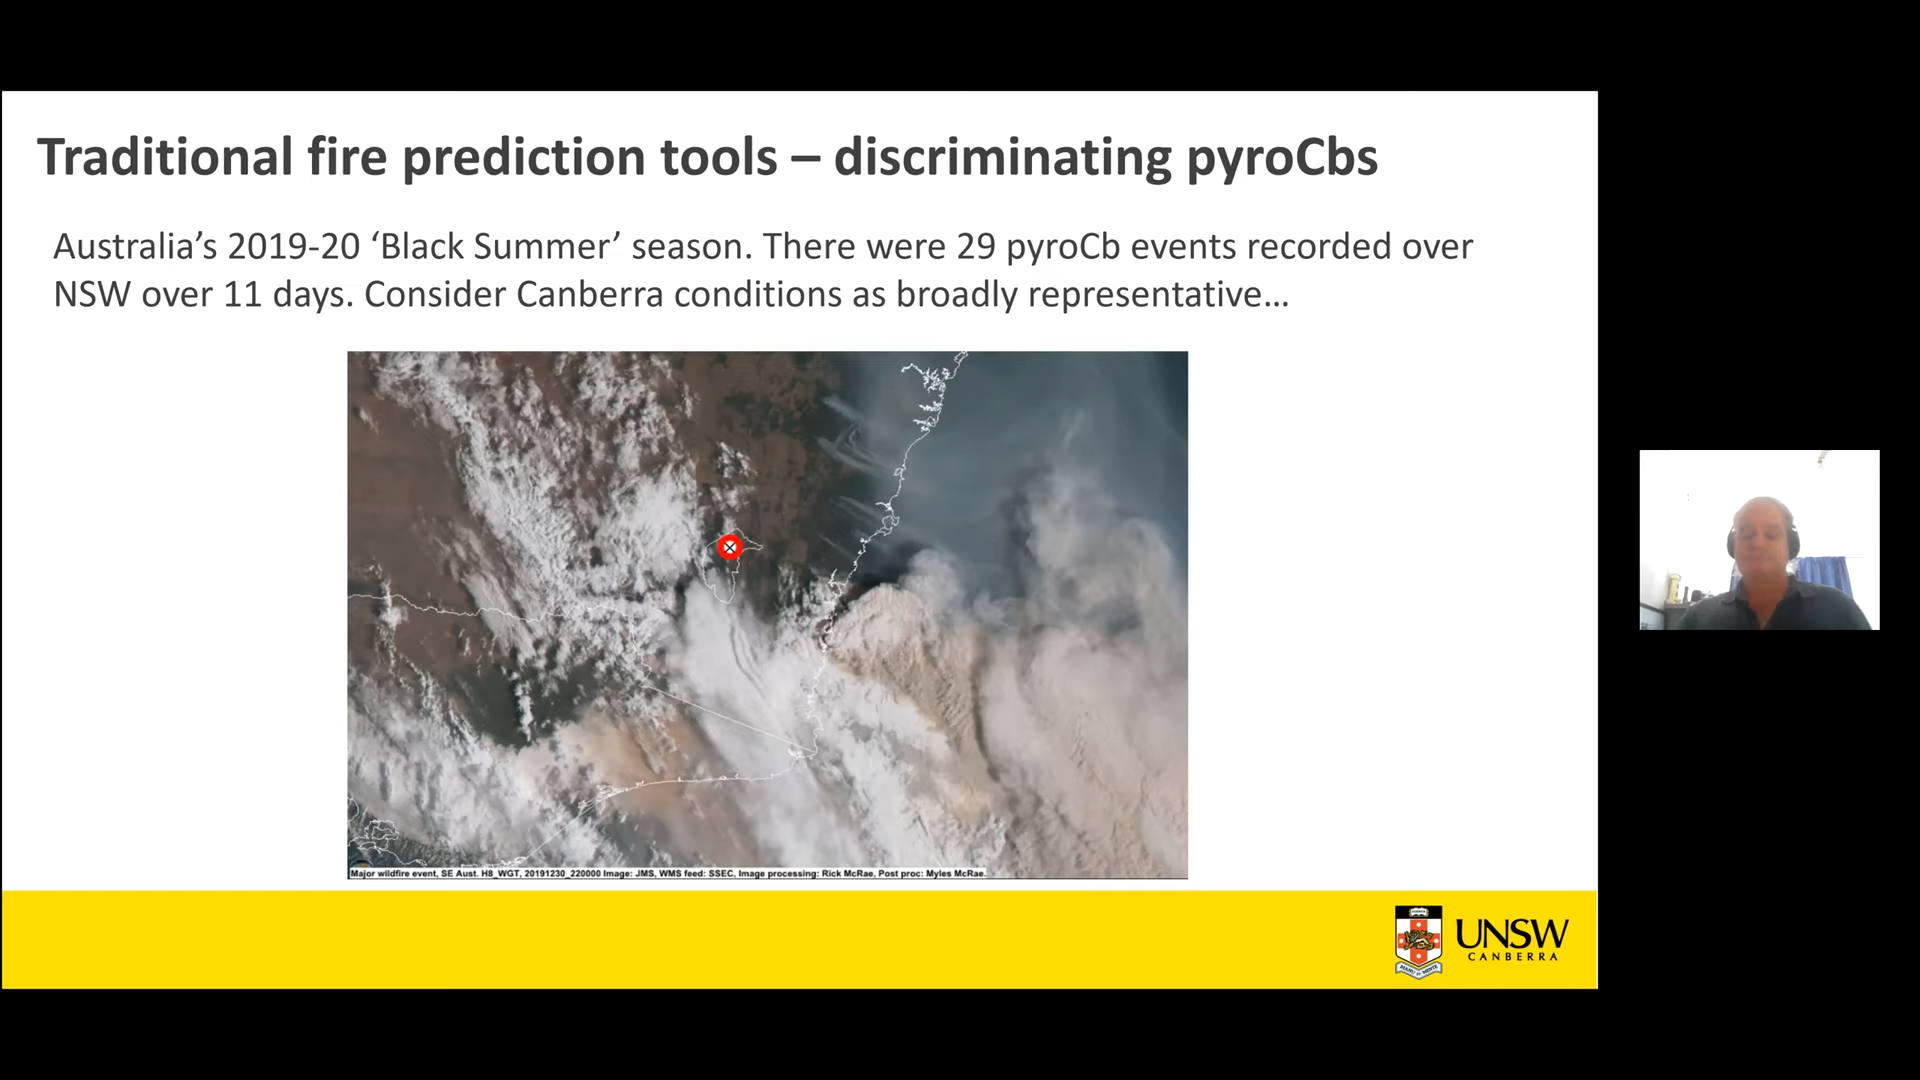 Traditional fire prediction tools – discriminating pyroCbs
Australia’s 2019-20 ‘Black Summer’ season. There were 29 pyroCb events recorded over
NSW over 11 days. Consider Canberra conditions as broadly representative…
Major wildfire event, SE Aust. H8_WGT, 20191230_220000 Image: JMS, WMS feed: SSEC, Image processing: Rick McRae, Post proc: Myles McRae.
UNSW
CANBERRA